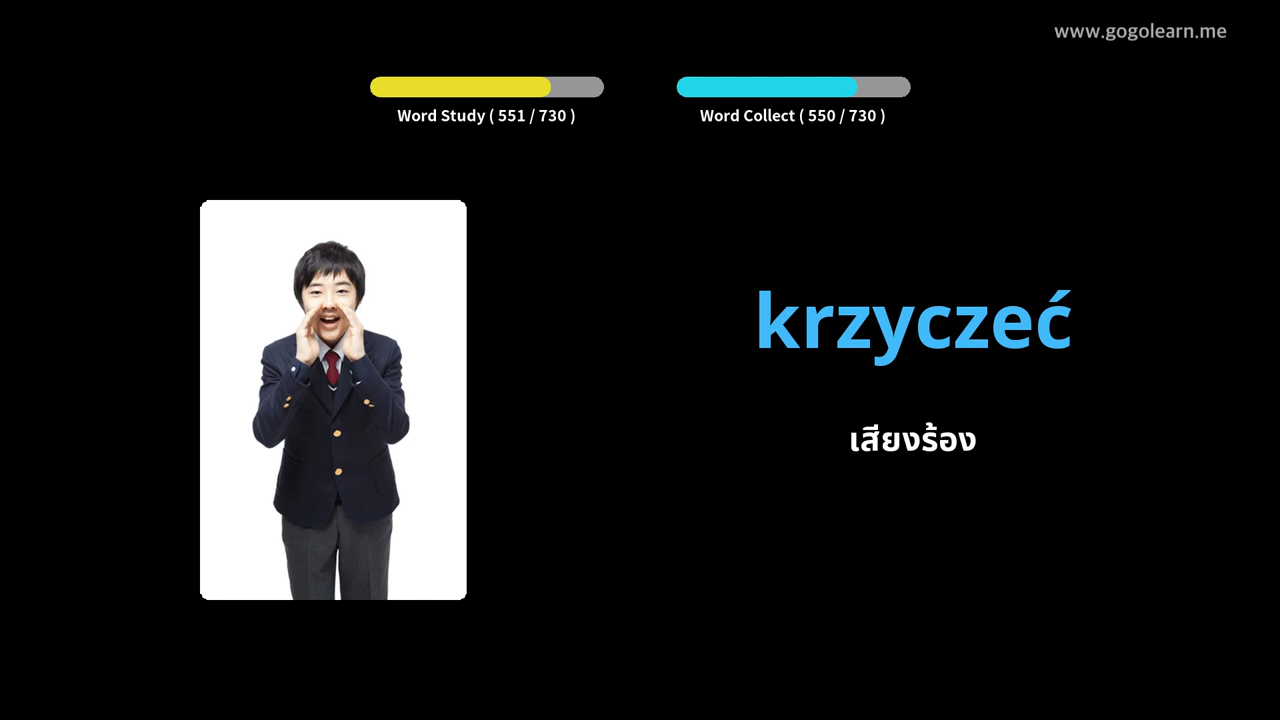 www.gogolearn.me
Word Study ( 551 / 730 )
Word Collect ( 550 / 730 )
krzyczeć
เสียงร้อง